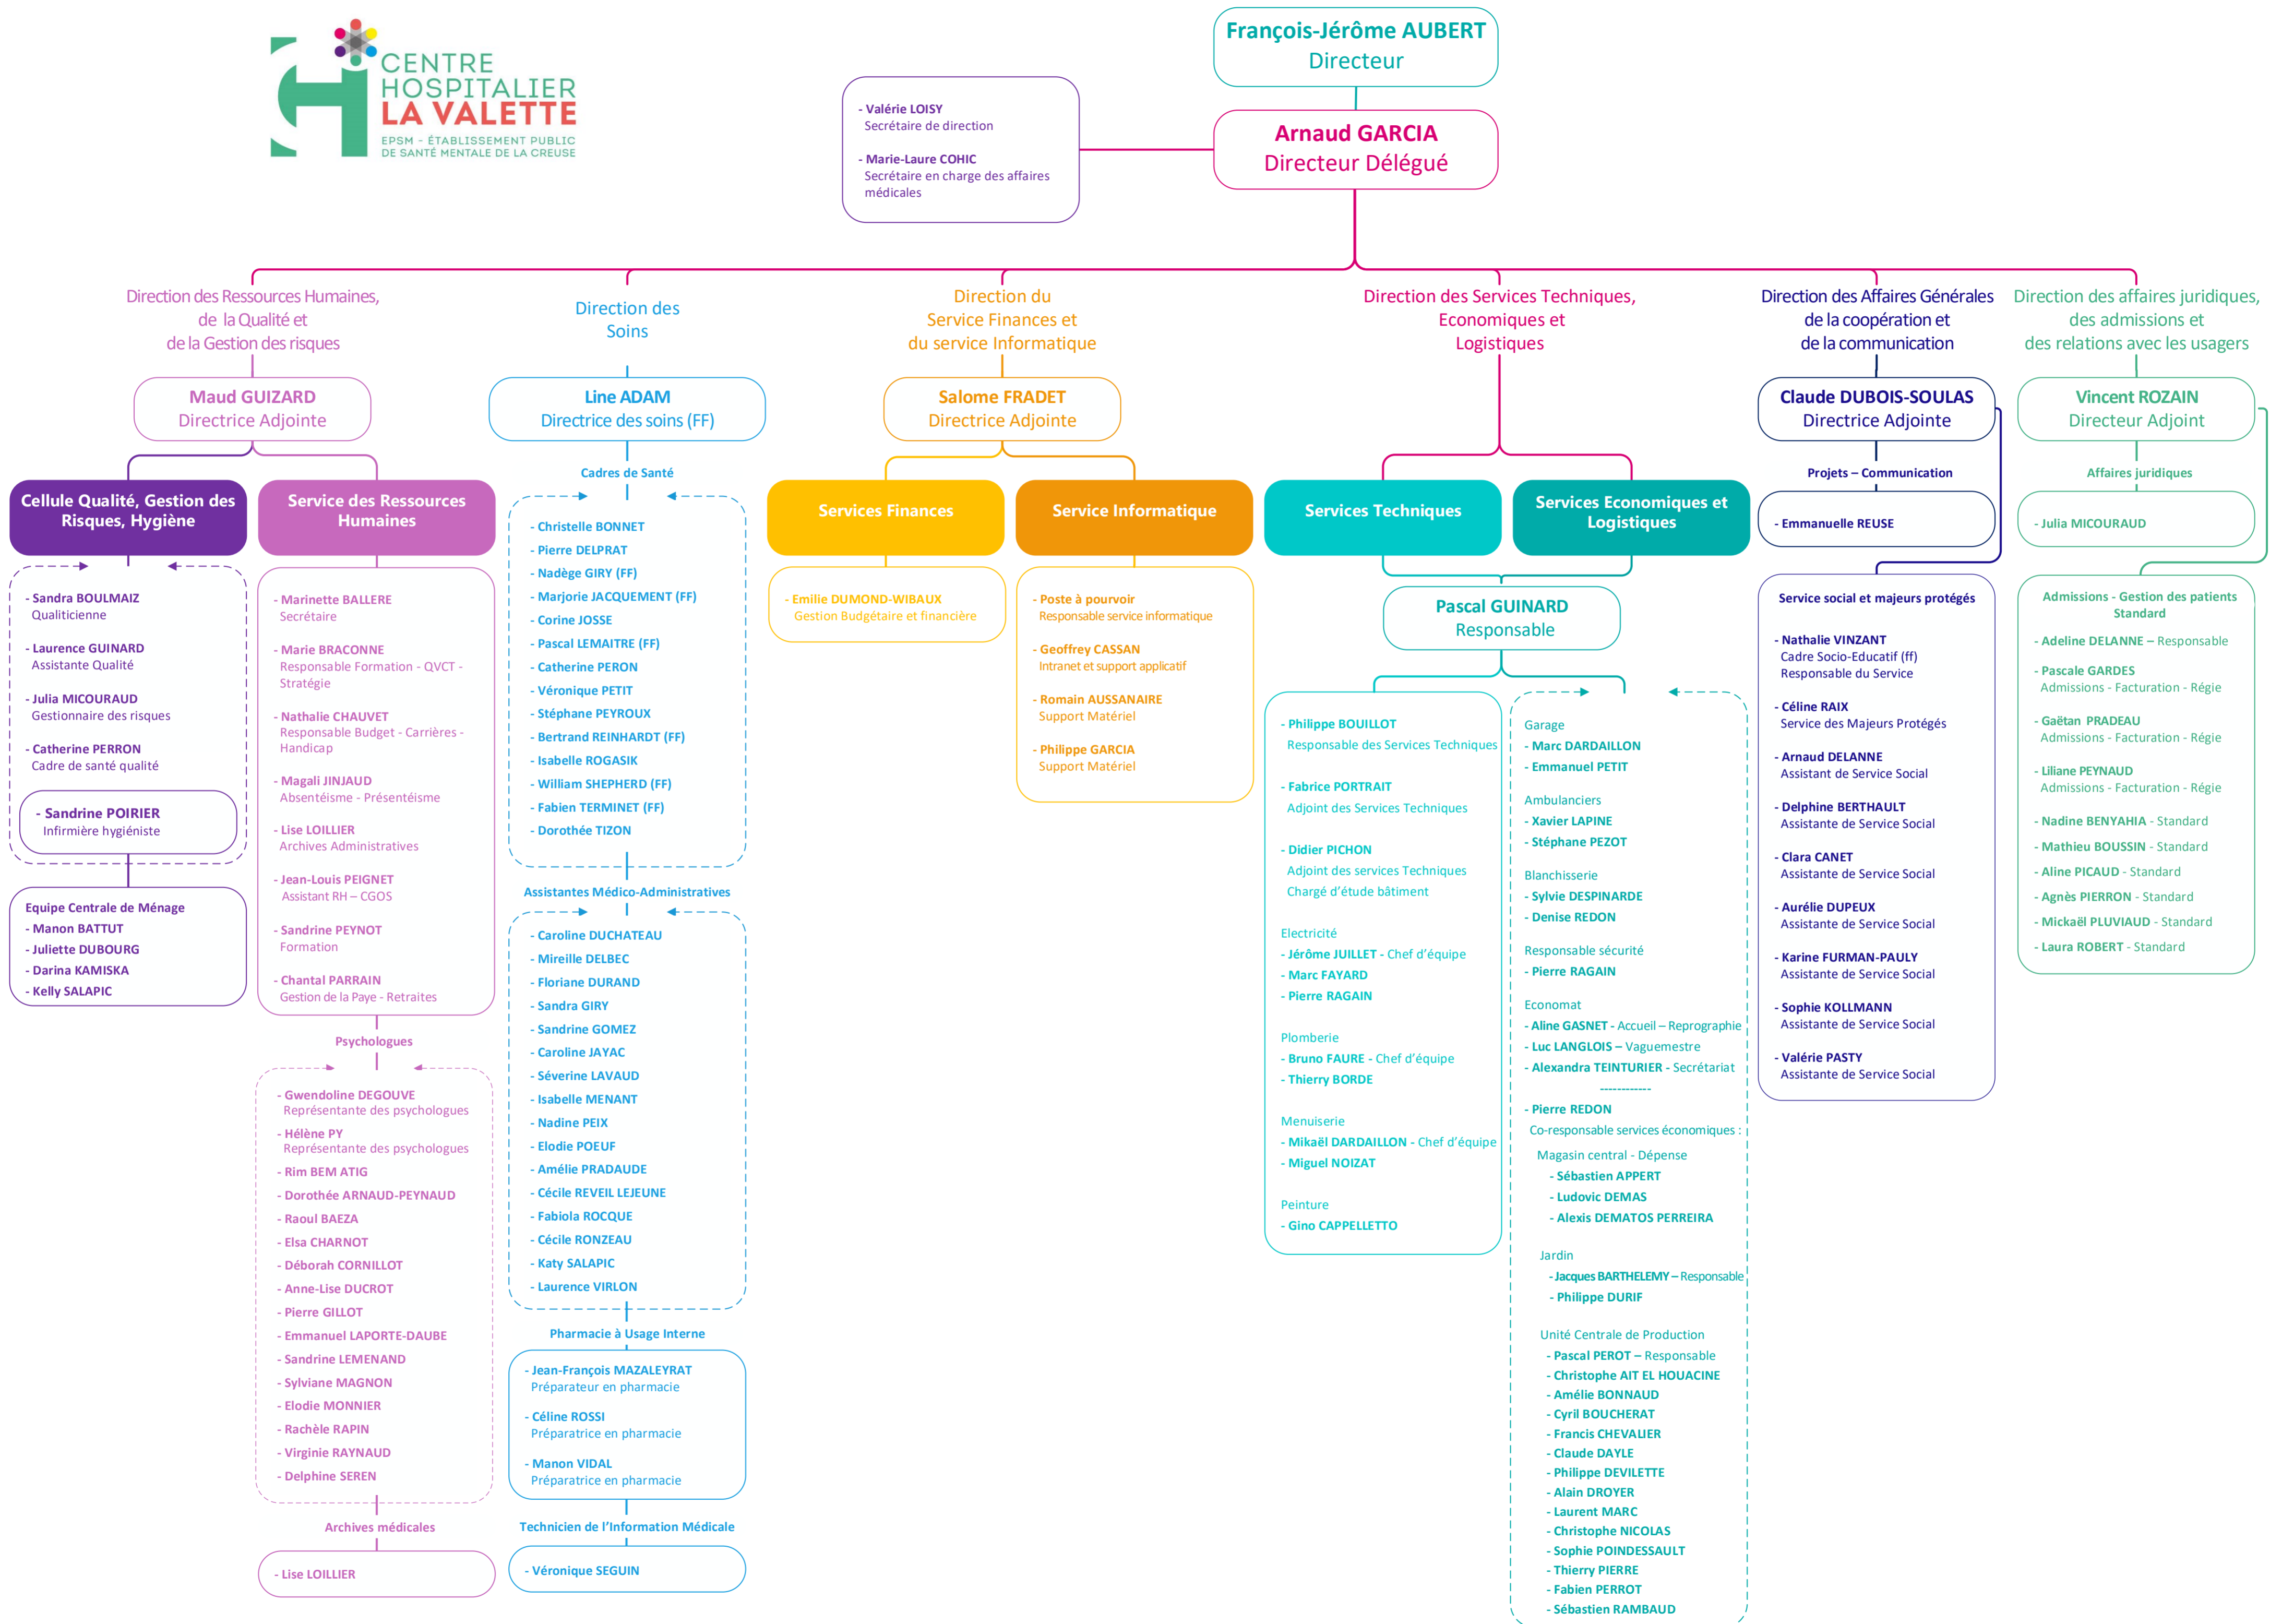 CENTRE
HOSPITALIER
LA VALETTE
EPSM - ÉTABLISSEMENT PUBLIC
DE SANTÉ MENTALE DE LA CREUSE
François-Jérôme AUBERT
Directeur
Arnaud GARCIA
Directeur Délégué
- Valérie LOISY
Secrétaire de direction
- Marie-Laure COHIC
Secrétaire en charge des affaires
médicales
Direction des Ressources Humaines,
de la Qualité et
de la Gestion des risques
Maud GUIZARD
Directrice Adjointe
Cellule Qualité, Gestion des
Risques, Hygiène
- Sandra BOULMAIZ
Qualiticienne
- Laurence GUINARD
Assistante Qualité
- Julia MICOURAUD
Gestionnaire des risques
- Catherine PERRON
Cadre de santé qualité
- Sandrine POIRIER
Infirmière hygiéniste
Equipe Centrale de Ménage
- Manon BATTUT
- Juliette DUBOURG
- Darina KAMISKA
- Kelly SALAPIC
Service des Ressources
Humaines
- Marinette BALLERE
Secrétaire
- Marie BRACONNE
Responsable Formation - QVCT -
Stratégie
- Nathalie CHAUVET
Responsable Budget - Carrières -
Handicap
- Magali JINJAUD
Absentéisme - Présentéisme
- Lise LOILLIER
Archives Administratives
- Jean-Louis PEIGNET
Assistant RH – CGOS
- Sandrine PEYNOT
Formation
- Chantal PARRAIN
Gestion de la Paye - Retraites
Psychologues
- Gwendoline DEGOUVE
Représentante des psychologues
- Hélène PY
Représentante des psychologues
- Rim BEM ATIG
- Dorothée ARNAUD-PEYNAUD
- Raoul BAEZA
- Elsa CHARNOT
- Déborah CORNILLOT
- Anne-Lise DUCROT
- Pierre GILLOT
- Emmanuel LAPORTE-DAUBE
- Sandrine LEMENAND
- Sylviane MAGNON
- Elodie MONNIER
- Rachèle RAPIN
- Virginie RAYNAUD
- Delphine SEREN
Archives médicales
- Lise LOILLIER
Direction des
Soins
Line ADAM
Directrice des soins (FF)
Cadres de Santé
- Christelle BONNET
- Pierre DELPRAT
- Nadège GIRY (FF)
- Marjorie JACQUEMENT (FF)
- Corine JOSSE
- Pascal LEMAITRE (FF)
- Catherine PERON
- Véronique PETIT
- Stéphane PEYROUX
- Bertrand REINHARDT (FF)
- Isabelle ROGASIK
- William SHEPHERD (FF)
- Fabien TERMINET (FF)
- Dorothée TIZON
Assistantes Médico-Administratives
- Caroline DUCHATEAU
- Mireille DELBEC
- Floriane DURAND
- Sandra GIRY
- Sandrine GOMEZ
- Caroline JAYAC
- Séverine LAVAUD
- Isabelle MENANT
- Nadine PEIX
- Elodie POEUF
- Amélie PRADAUDE
- Cécile REVEIL LEJEUNE
- Fabiola ROCQUE
- Cécile RONZEAU
- Katy SALAPIC
- Laurence VIRLON
Pharmacie à Usage Interne
- Jean-François MAZALEYRAT
Préparateur en pharmacie
- Céline ROSSI
Préparatrice en pharmacie
- Manon VIDAL
Préparatrice en pharmacie
Technicien de l’Information Médicale
- Véronique SEGUIN
Direction du
Service Finances et
du service Informatique
Salome FRADET
Directrice Adjointe
Services Finances
- Emilie DUMOND-WIBAUX
Gestion Budgétaire et financière
Service Informatique
- Poste à pourvoir
Responsable service informatique
- Geoffrey CASSAN
Intranet et support applicatif
- Romain AUSSANAIRE
Support Matériel
- Philippe GARCIA
Support Matériel
Direction des Services Techniques,
Economiques et
Logistiques
Services Techniques
Services Economiques et
Logistiques
Pascal GUINARD
Responsable
- Philippe BOUILLOT
Responsable des Services Techniques
- Fabrice PORTRAIT
Adjoint des Services Techniques
- Didier PICHON
Adjoint des services Techniques
Chargé d’étude bâtiment
Electricité
- Jérôme JUILLET - Chef d’équipe
- Marc FAYARD
- Pierre RAGAIN
Plomberie
- Bruno FAURE - Chef d’équipe
- Thierry BORDE
Menuiserie
- Mikaël DARDAILLON - Chef d’équipe
- Miguel NOIZAT
Peinture
- Gino CAPPELLETTO
Garage
- Marc DARDAILLON
- Emmanuel PETIT
Ambulanciers
- Xavier LAPINE
- Stéphane PEZOT
Blanchisserie
- Sylvie DESPINARDE
- Denise REDON
Responsable sécurité
- Pierre RAGAIN
Economat
- Aline GASNET - Accueil – Reprographie
- Luc LANGLOIS – Vaguemestre
- Alexandra TEINTURIER - Secrétariat
------------
- Pierre REDON
Co-responsable services économiques :
Magasin central - Dépense
- Sébastien APPERT
- Ludovic DEMAS
- Alexis DEMATOS PERREIRA
Jardin
- Jacques BARTHELEMY – Responsable
- Philippe DURIF
Unité Centrale de Production
- Pascal PEROT – Responsable
- Christophe AIT EL HOUACINE
- Amélie BONNAUD
- Cyril BOUCHERAT
- Francis CHEVALIER
- Claude DAYLE
- Philippe DEVILETTE
- Alain DROYER
- Laurent MARC
- Christophe NICOLAS
- Sophie POINDESSAULT
- Thierry PIERRE
- Fabien PERROT
- Sébastien RAMBAUD
Direction des Affaires Générales
de la coopération et
de la communication
Claude DUBOIS-SOULAS
Directrice Adjointe
Projets – Communication
- Emmanuelle REUSE
Service social et majeurs protégés
- Nathalie VINZANT
Cadre Socio-Educatif (ff)
Responsable du Service
- Céline RAIX
Service des Majeurs Protégés
- Arnaud DELANNE
Assistant de Service Social
- Delphine BERTHAULT
Assistante de Service Social
- Clara CANET
Assistante de Service Social
- Aurélie DUPEUX
Assistante de Service Social
- Karine FURMAN-PAULY
Assistante de Service Social
- Sophie KOLLMANN
Assistante de Service Social
- Valérie PASTY
Assistante de Service Social
Direction des affaires juridiques,
des admissions et
des relations avec les usagers
Vincent ROZAIN
Directeur Adjoint
Affaires juridiques
- Julia MICOURAUD
Admissions - Gestion des patients
Standard
- Adeline DELANNE – Responsable
- Pascale GARDES
Admissions - Facturation - Régie
- Gaëtan PRADEAU
Admissions - Facturation - Régie
- Liliane PEYNAUD
Admissions - Facturation - Régie
- Nadine BENYAHIA - Standard
- Mathieu BOUSSIN - Standard
- Aline PICAUD - Standard
- Agnès PIERRON - Standard
- Mickaël PLUVIAUD - Standard
- Laura ROBERT - Standard